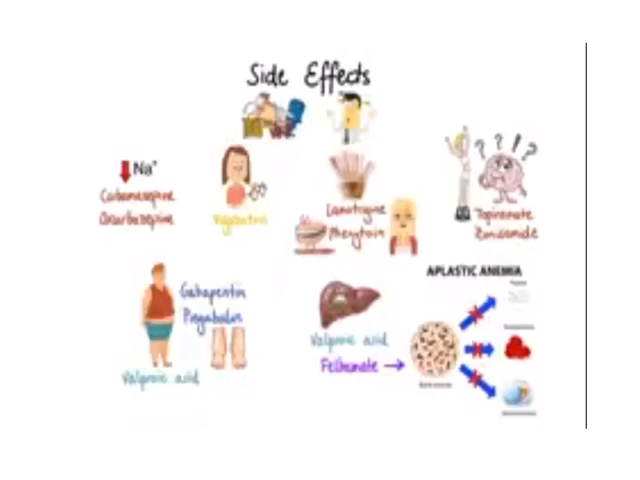 Side Effects
Na⁺
Carbamazepine
Oxcarbazepine
Vigabatrin
Lamotrigine
Phenytoin
? ? ! ?
Topiramate
Zonisamide
Gabapentin
Pregabalin
Valproic acid
Valproic acid
Felbamate →
APLASTIC ANEMIA